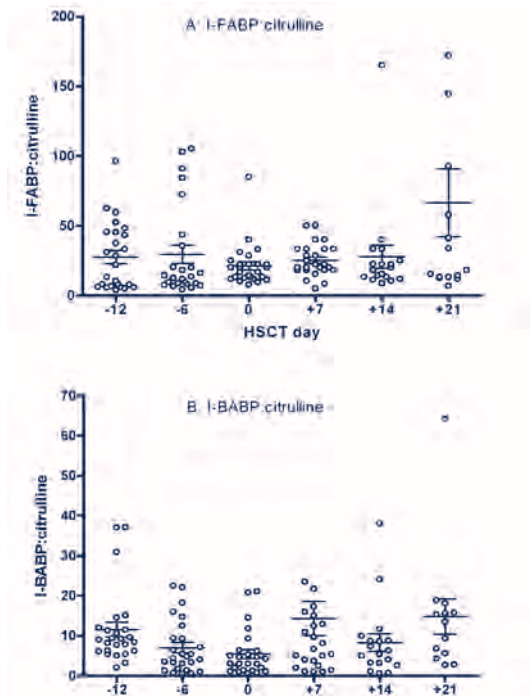 A: I-FABP:citrulline
200
150
100
50
0
I-FABP:citrulline
-12 -6 0 +7 +14 +21
HSCT day
B: I-BABP:citrulline
70
60
50
40
30
20
10
0
I-BABP:citrulline
-12 -6 0 +7 +14 +21